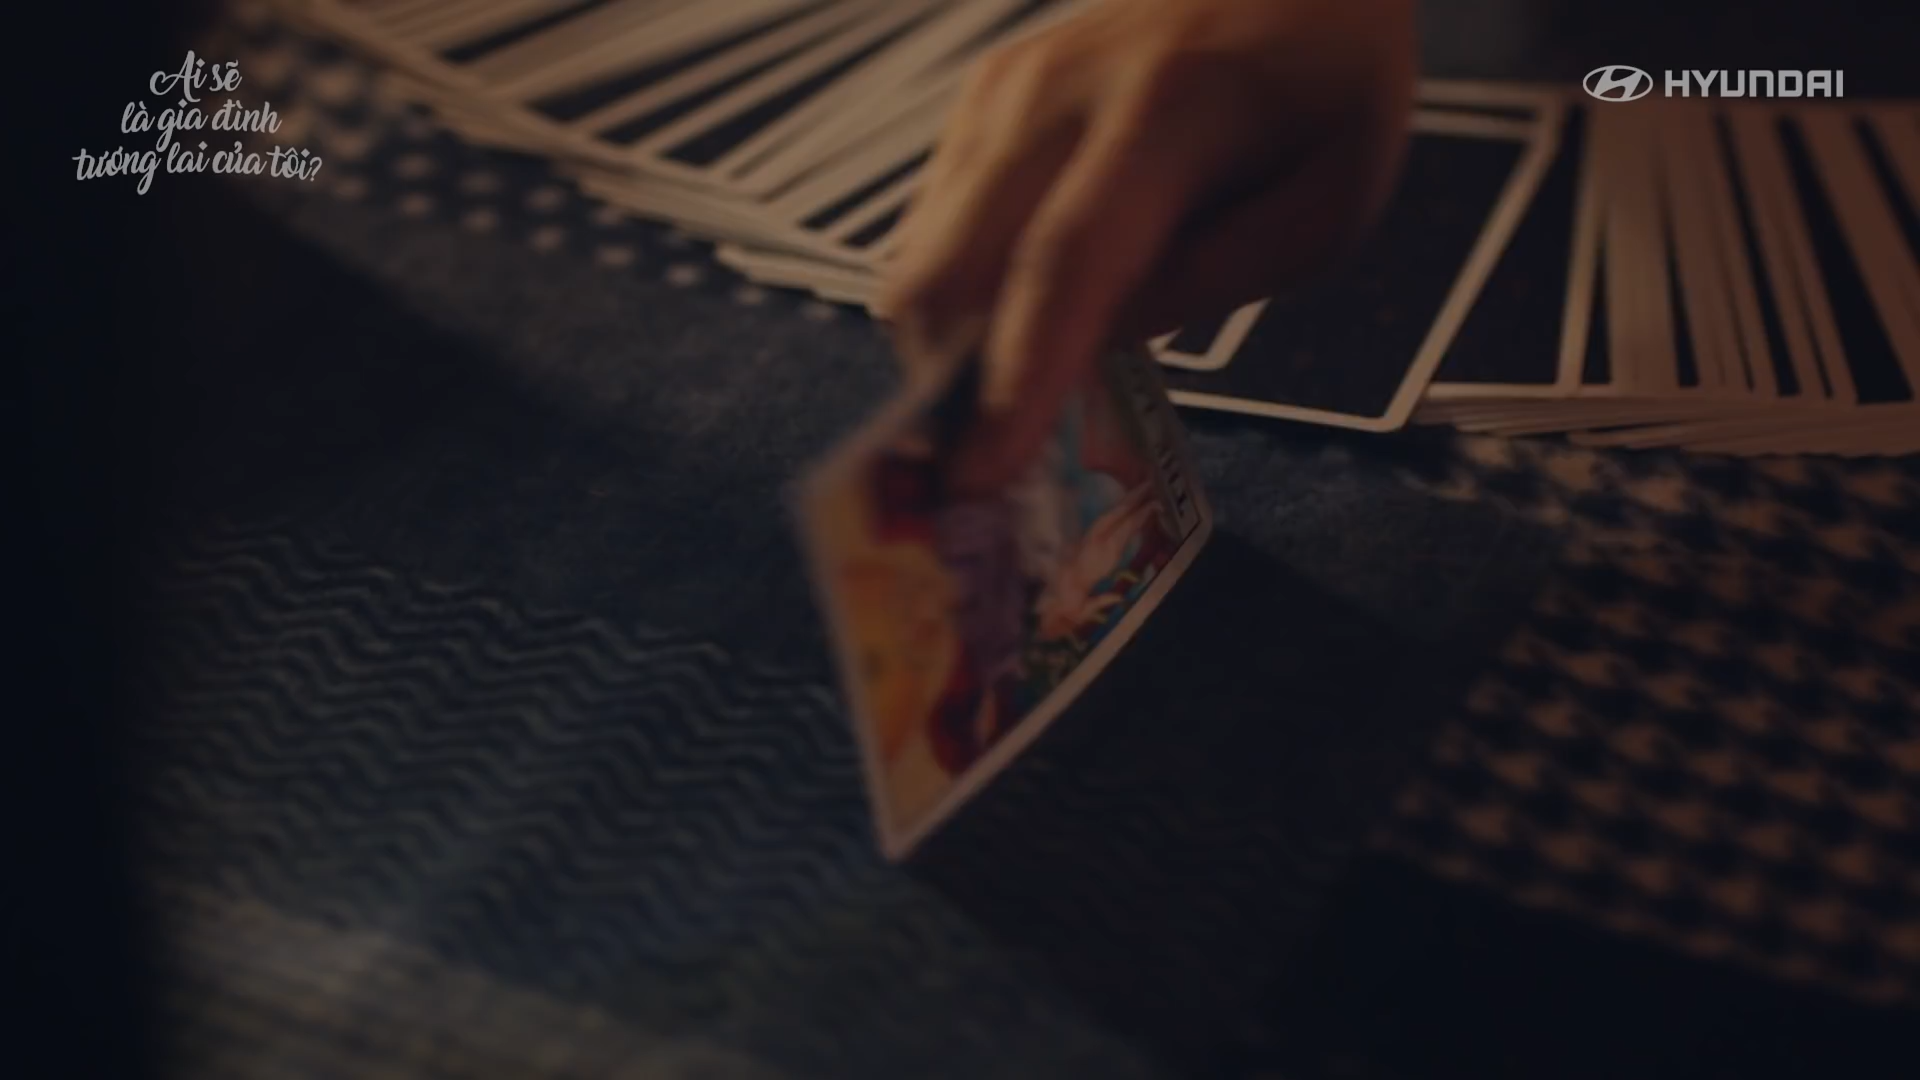 Ai sẽ
là gia đình
tương lai của tôi?
HYUNDAI